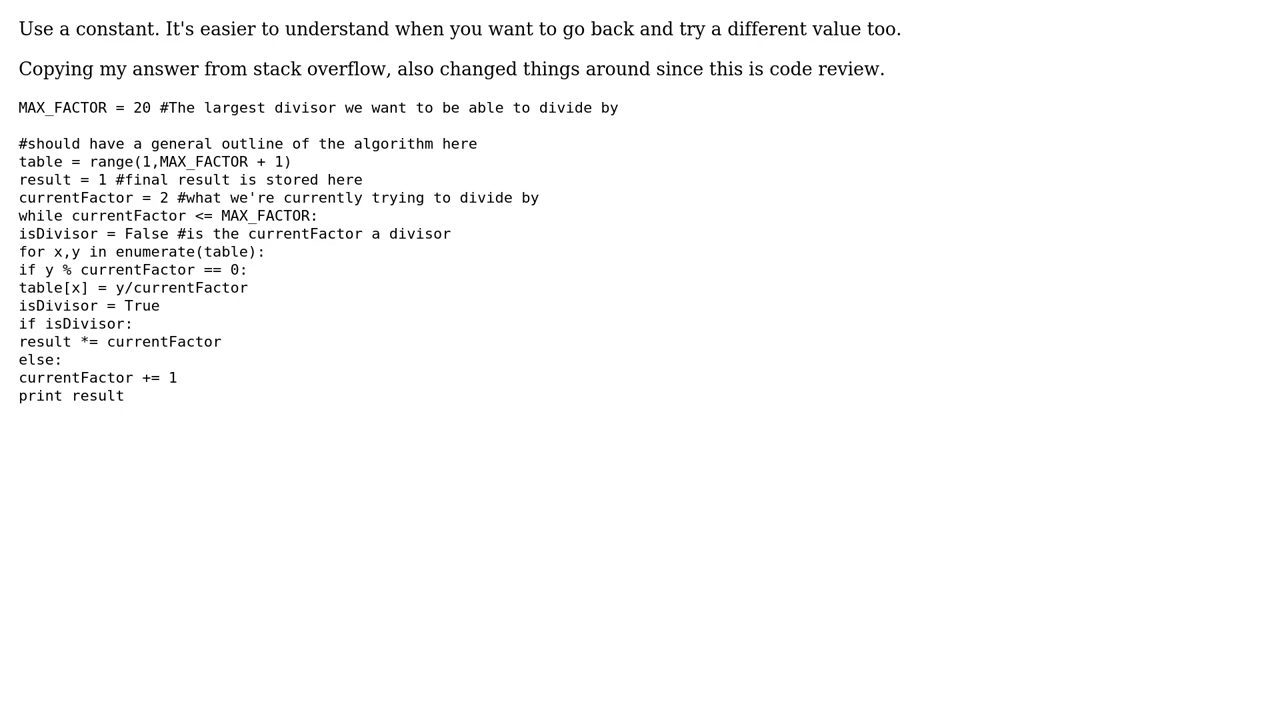 Use a constant. It's easier to understand when you want to go back and try a different value too.
Copying my answer from stack overflow, also changed things around since this is code review.
MAX_FACTOR = 20 #The largest divisor we want to be able to divide by
#should have a general outline of the algorithm here
table = range(1,MAX_FACTOR + 1)
result = 1 #final result is stored here
currentFactor = 2 #what we're currently trying to divide by
while currentFactor <= MAX_FACTOR:
isDivisor = False #is the currentFactor a divisor
for x,y in enumerate(table):
if y % currentFactor == 0:
table[x] = y/currentFactor
isDivisor = True
if isDivisor:
result *= currentFactor
else:
currentFactor += 1
print result